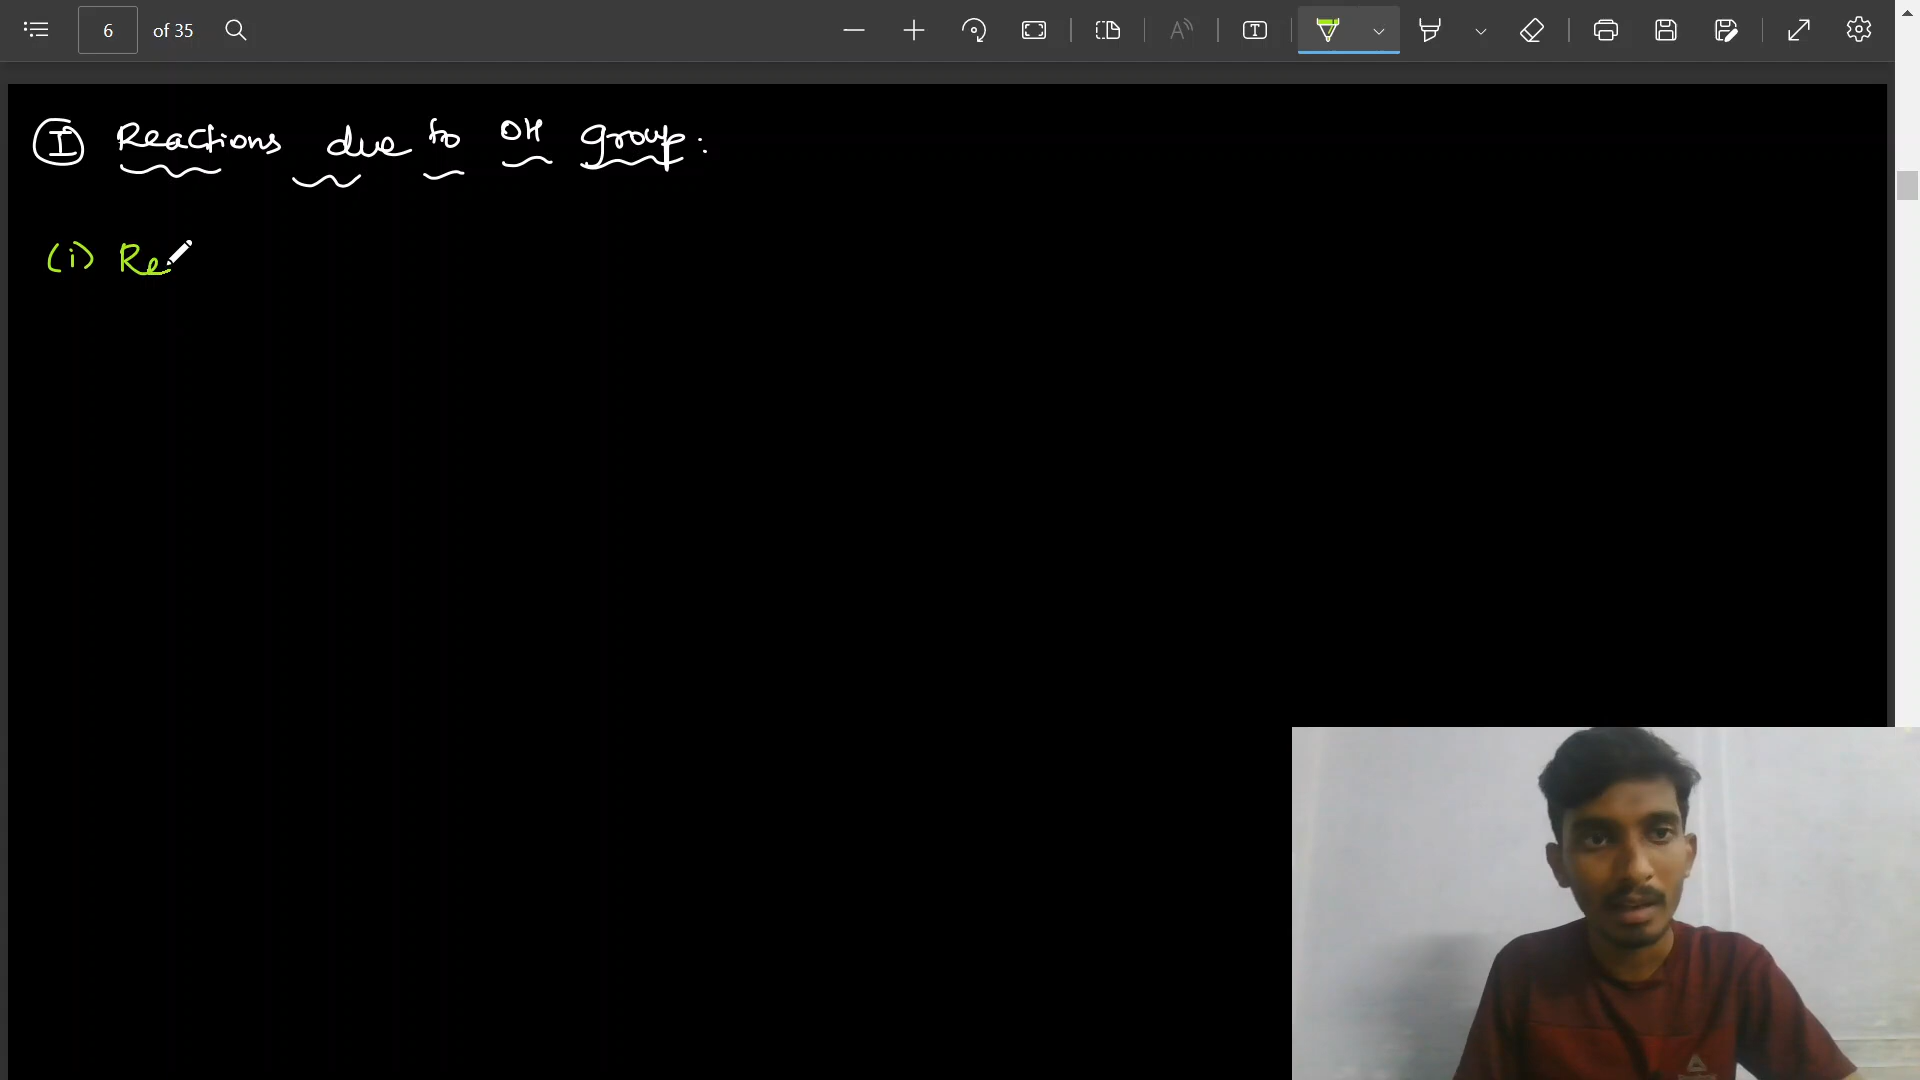 6 of 35
I Reactions due to OH group:
(i) Re